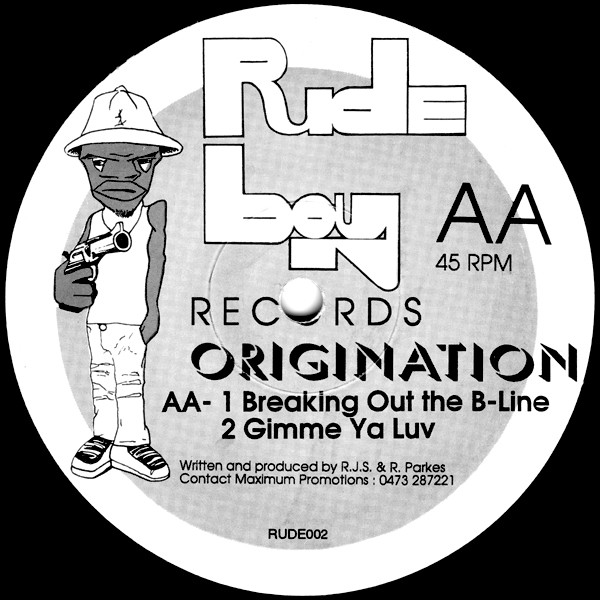 Rude
boy
AA
45 RPM
RECORDS
ORIGINATION
AA- 1 Breaking Out the B-Line
2 Gimme Ya Luv
Written and produced by R.J.S. & R. Parkes
Contact Maximum Promotions : 0473 287221
RUDE002